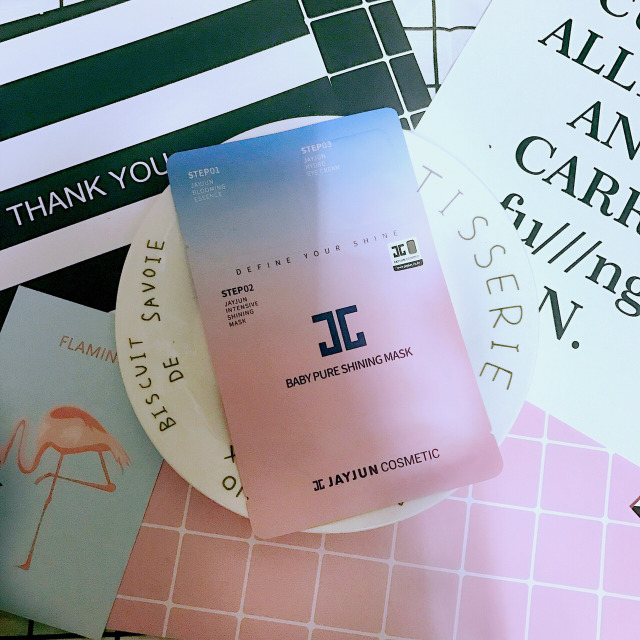 THANK YOU
STEP01
JAYJUN
BLOOMING
ESSENCE
STEP03
JAYJUN
EYE CREAM
DEFINE YOUR SHINE
STEP02
JAYJUN
INTENSIVE
SHINING
MASK
BABY PURE SHINING MASK
JAYJUN COSMETIC
BISCUIT SAVOIE
DE
TISSERIE
FLAMIN
ALL
AN
CARR
fu///ng
N.